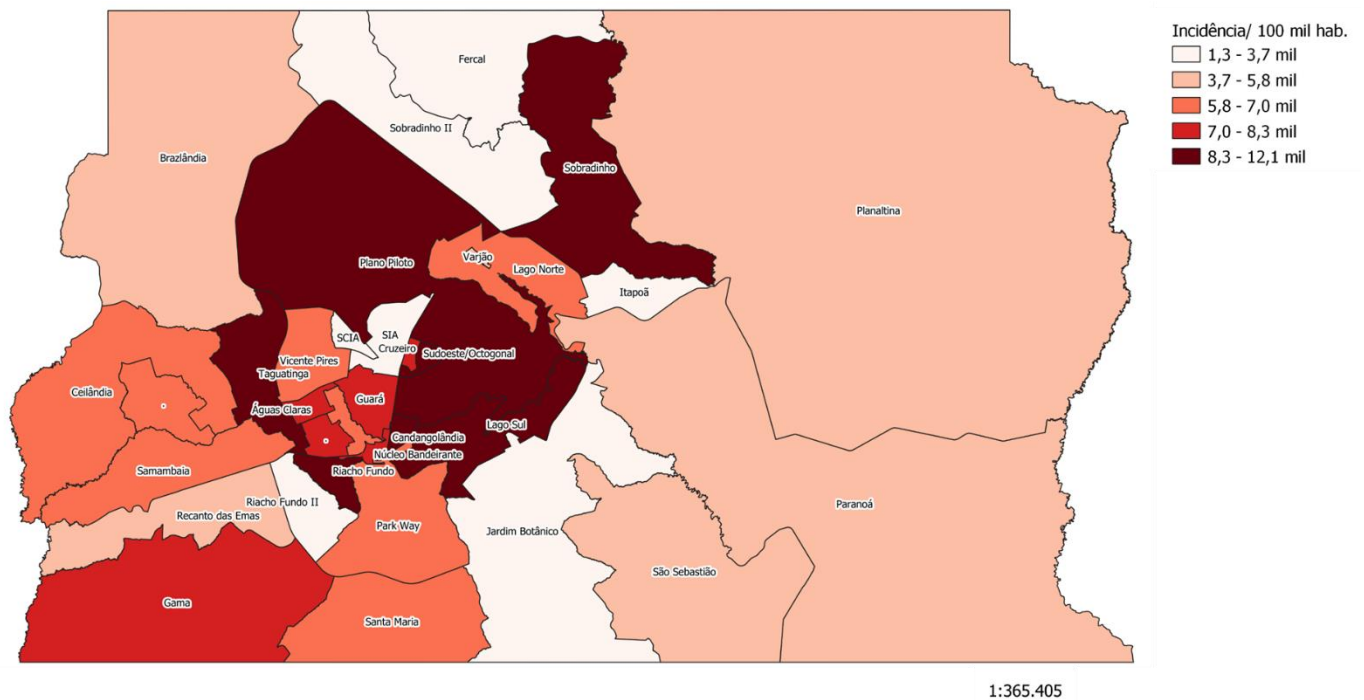 Incidência/ 100 mil hab.
1,3 - 3,7 mil
3,7 - 5,8 mil
5,8 - 7,0 mil
7,0 - 8,3 mil
8,3 - 12,1 mil
Fercal
Sobradinho II
Brazlândia
Sobradinho
Planaltina
Plano Piloto
Varjão
Lago Norte
Itapoã
SCIA
SIA
Cruzeiro
Sudoeste/Octogonal
Vicente Pires
Taguatinga
Ceilândia
Guará
Águas Claras
Lago Sul
Candangolândia
Núcleo Bandeirante
Samambaia
Riacho Fundo
Riacho Fundo II
Recanto das Emas
Park Way
Jardim Botânico
Paranoá
São Sebastião
Gama
Santa Maria
1:365.405